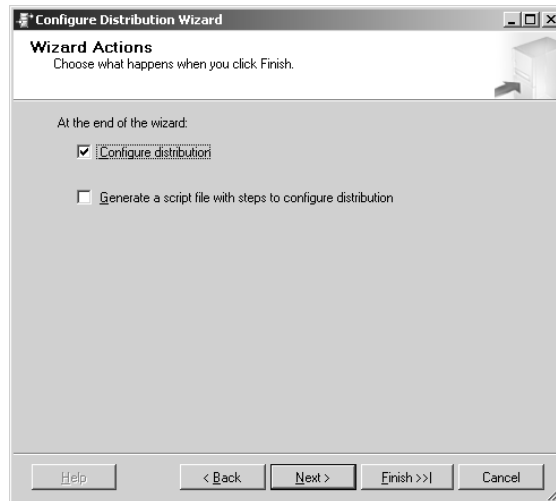 Configure Distribution Wizard
Wizard Actions
Choose what happens when you click Finish.
At the end of the wizard:
Configure distribution
Generate a script file with steps to configure distribution
Help
< Back
Next >
Finish >>|
Cancel